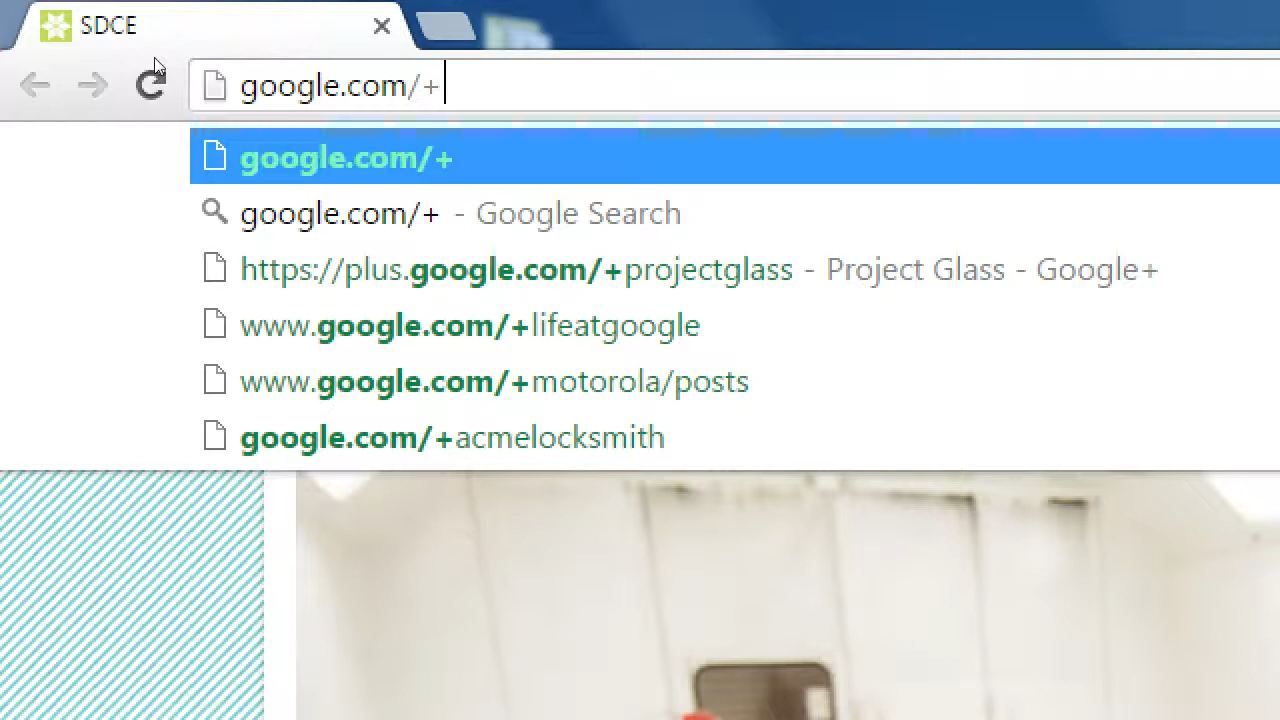 SDCE
google.com/+
google.com/+
google.com/+ - Google Search
https://plus.google.com/+projectglass - Project Glass - Google+
www.google.com/+lifeatgoogle
www.google.com/+motorola/posts
google.com/+acmelocksmith